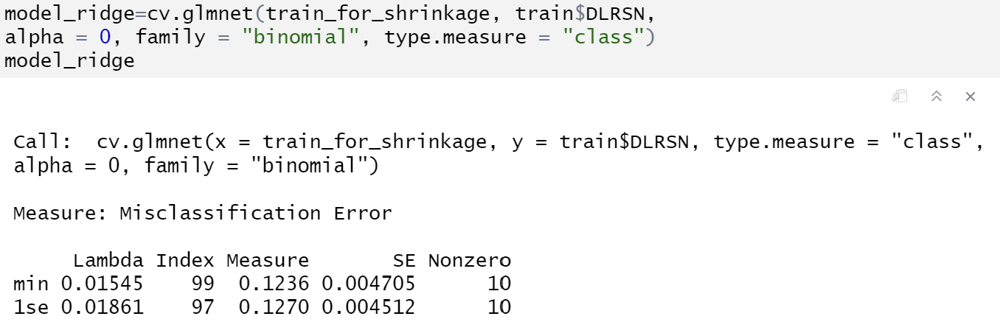 model_ridge=cv.glmnet(train_for_shrinkage, train$DLRSN,
alpha = 0, family = "binomial", type.measure = "class")
model_ridge
Call:  cv.glmnet(x = train_for_shrinkage, y = train$DLRSN, type.measure = "class",
alpha = 0, family = "binomial")
Measure: Misclassification Error
     Lambda Index Measure       SE Nonzero
min 0.01545    99  0.1236 0.004705      10
1se 0.01861    97  0.1270 0.004512      10